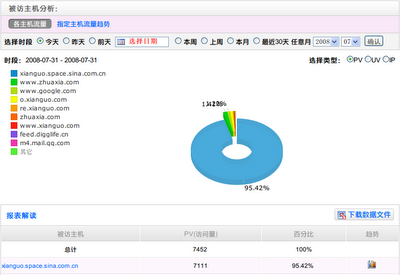 被访主机分析:
各主机流量 指定主机流量趋势
选择时段 今天 昨天 前天 选择日期 本周 上周 本月 最近30天 任意月 2008 07 确认
时段: 2008-07-31 - 2008-07-31 选择类型: PV UV IP
xianguo.space.sina.com.cn
www.zhuaxia.com
www.google.com
o.xianguo.com
re.xianguo.com
zhuaxia.com
www.xianguo.com
feed.digglife.cn
m4.mail.qq.com
其它
95.42%
报表解读 下载数据文件
被访主机 PV(访问量) 百分比 趋势
总计 7452 100%
xianguo.space.sina.com.cn 7111 95.42%